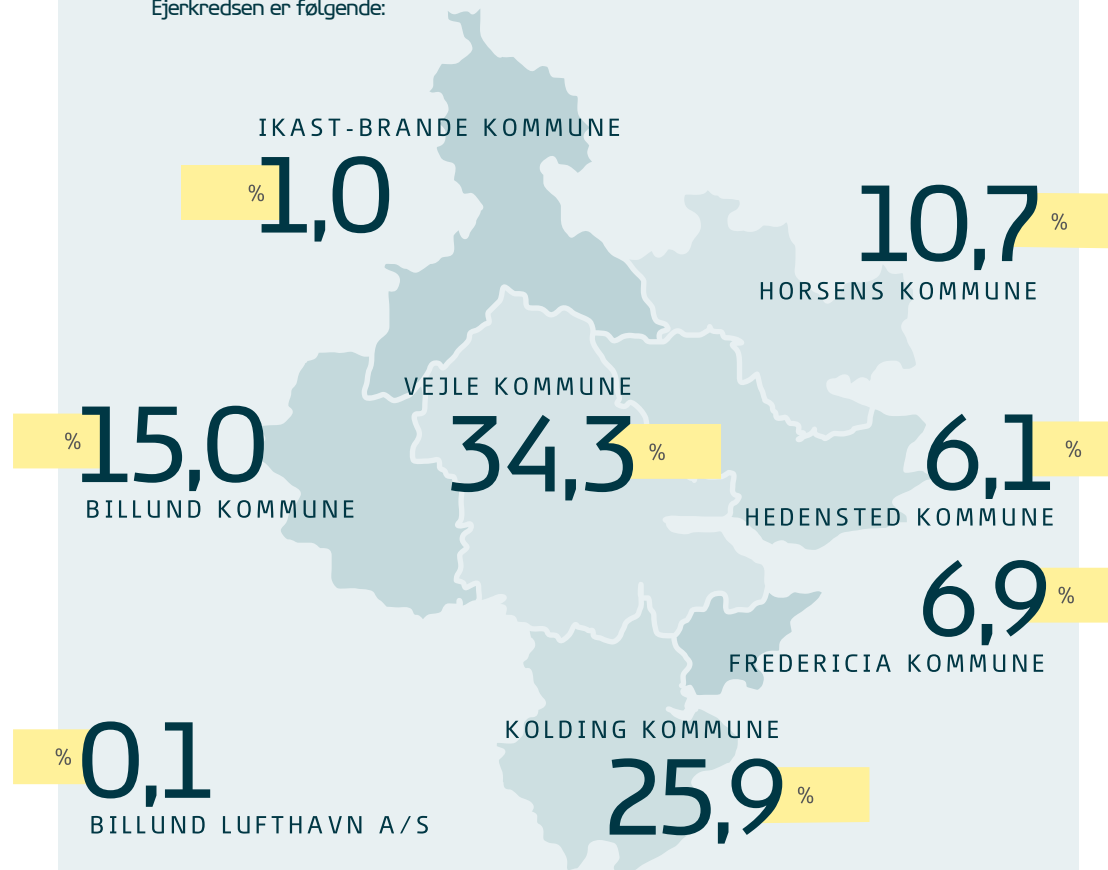 Ejerkredsen er følgende:
IKAST-BRANDE KOMMUNE
% 1,0
10,7 %
HORSENS KOMMUNE
VEJLE KOMMUNE
34,3 %
% 15,0
BILLUND KOMMUNE
6,1 %
HEDENSTED KOMMUNE
6,9 %
FREDERICIA KOMMUNE
% 0,1
BILLUND LUFTHAVN A/S
KOLDING KOMMUNE
25,9 %